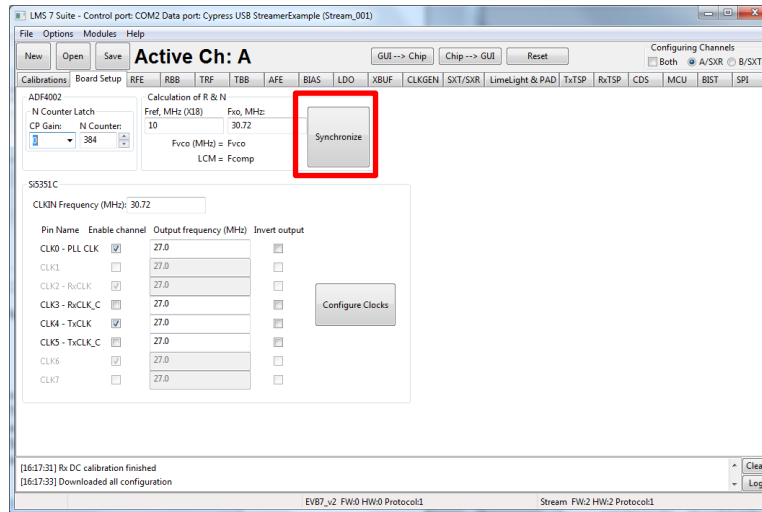 LMS 7 Suite - Control port: COM2 Data port: Cypress USB StreamerExample (Stream_001)
File Options Modules Help
New Open Save Active Ch: A GUI --> Chip Chip --> GUI Reset Configuring Channels
Both A/SXR B/SXT
Calibrations Board Setup RFE RBB TRF TBB AFE BIAS LDO XBUF CLKGEN SXT/SXR LimeLight & PAD TxTSP RxTSP CDS MCU BIST SPI
ADF4002 Calculation of R & N
N Counter Latch Fref, MHz (X18) Fxo, MHz:
CP Gain: N Counter: 10 30.72
0 384 Synchronize
Fvco (MHz) = Fvco
LCM = Fcomp
Si5351C
CLKIN Frequency (MHz): 30.72
Pin Name Enable channel Output frequency (MHz) Invert output
CLK0 - PLL CLK 27.0
CLK1 27.0
CLK2 - RxCLK 27.0
CLK3 - RxCLK_C 27.0 Configure Clocks
CLK4 - TxCLK 27.0
CLK5 - TxCLK_C 27.0
CLK6 27.0
CLK7 27.0
[16:17:31] Rx DC calibration finished Clea
[16:17:33] Downloaded all configuration Log
EVB7_v2 FW:0 HW:0 Protocol:1 Stream FW:2 HW:2 Protocol:1